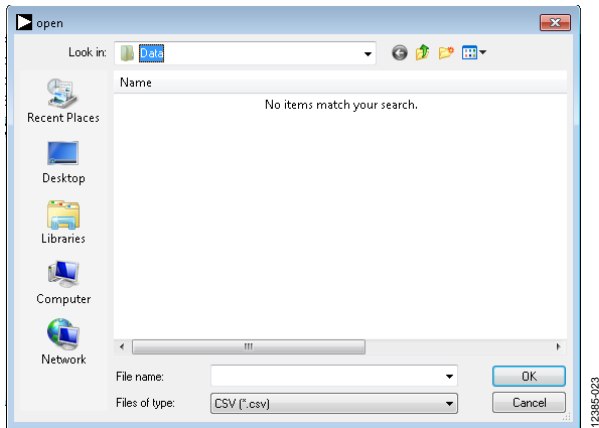 open
Look in:
Data
Name
No items match your search.
Recent Places
Desktop
Libraries
Computer
Network
File name:
OK
Files of type:
CSV (*.csv)
Cancel
12385-023